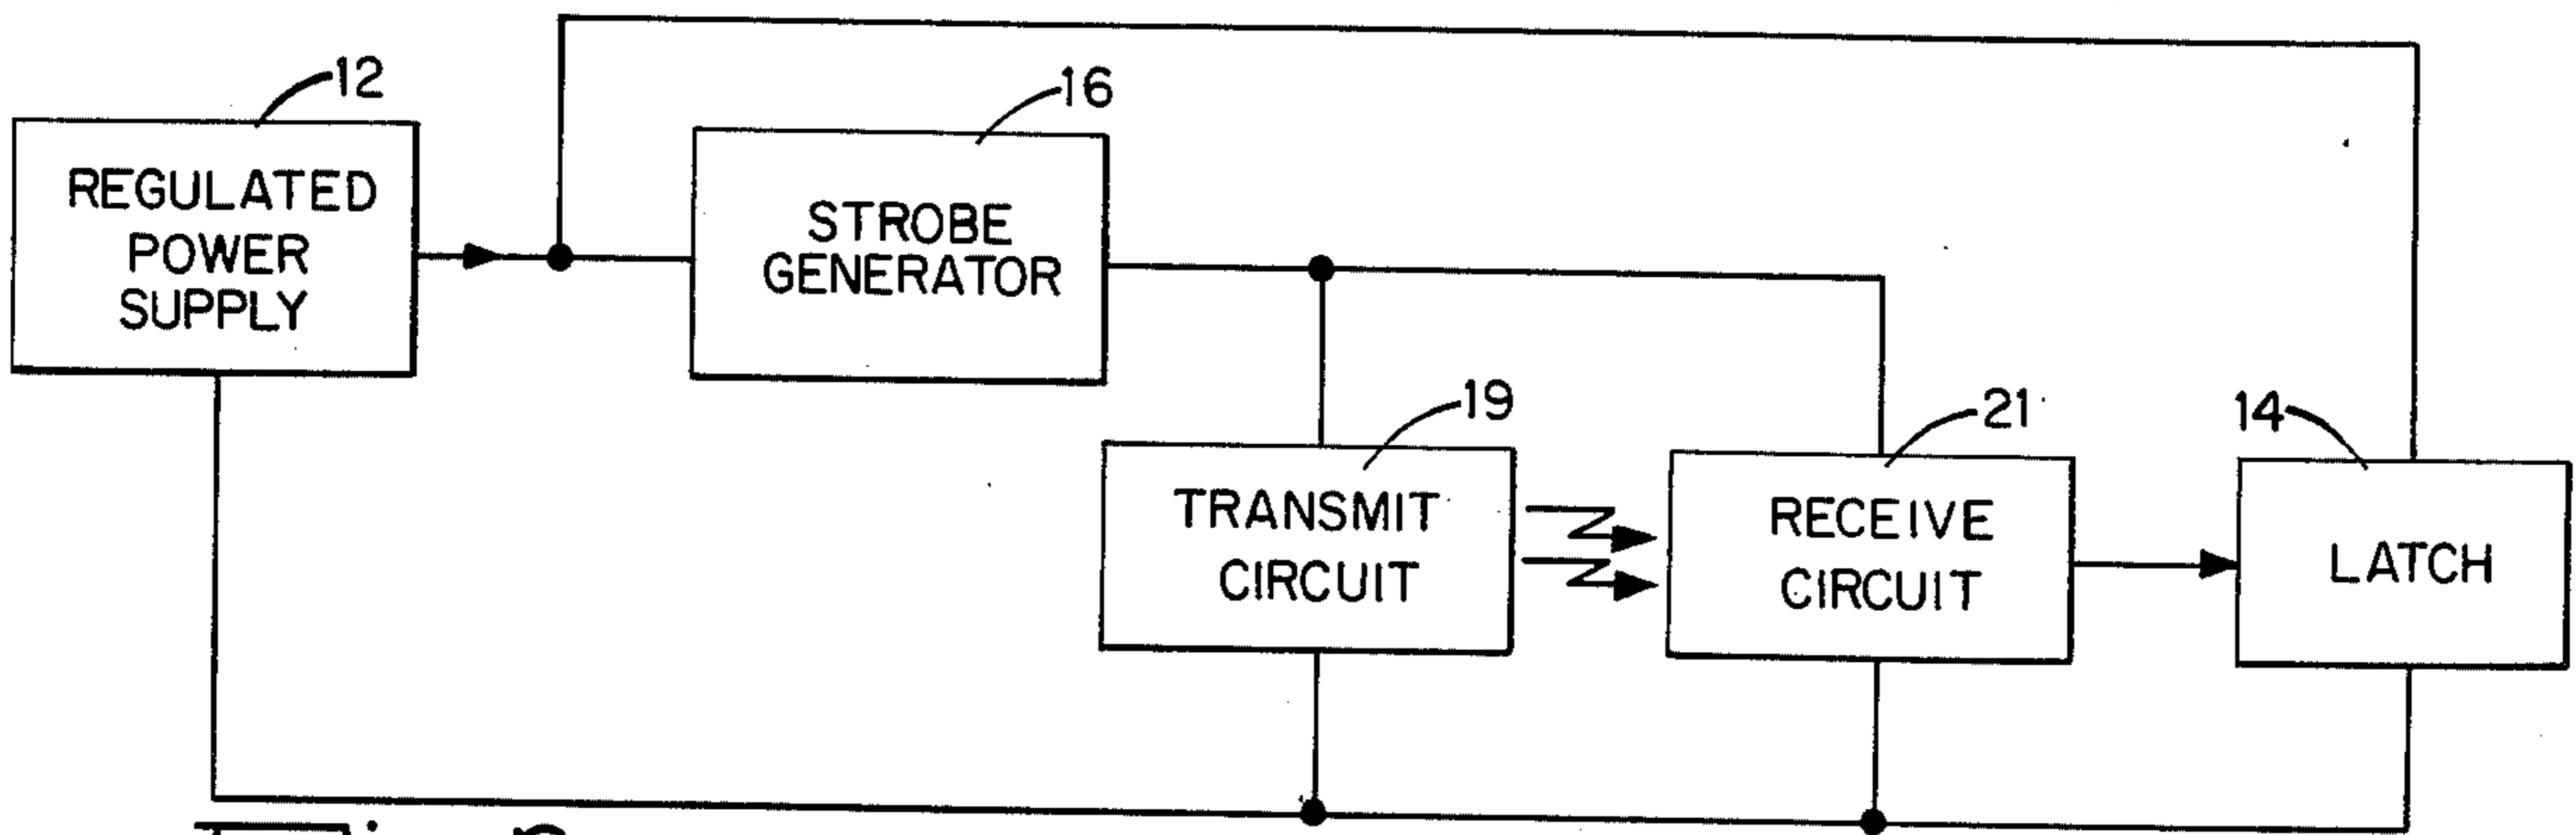 12
REGULATED
POWER
SUPPLY
16
STROBE
GENERATOR
19
TRANSMIT
CIRCUIT
21
RECEIVE
CIRCUIT
14
LATCH